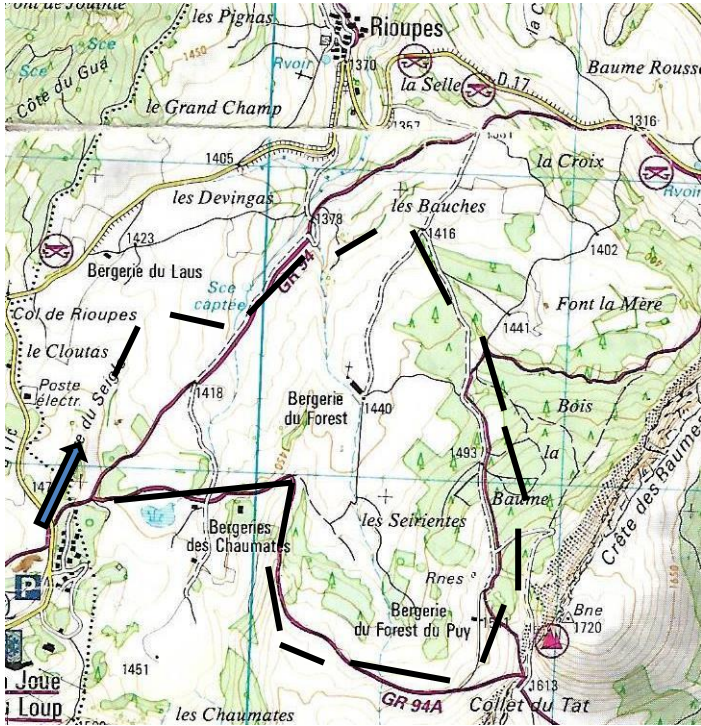 les Pignas
Rioupes
Sce
1450
Sce
Rvoir
1370
la Selle
D 17
Baume Rousse
Côte du Gua
le Grand Champ
1357
1316
1405
la Croix
Rvoir
les Devingas
les Bauches
1378
1416
1423
1402
Bergerie du Laus
GR 94
Sce
captée
Font la Mère
Col de Rioupes
1441
le Cloutas
Poste
électr.
1418
Bergerie
du Forest
1440
Bois
1450
1493
la
Baume
Crête des Baumes
les Seirientes
Bergeries
des Chaumates
1650
Rnes
P
Bergerie
du Forest du Puy
Bne
1720
1451
Joue
Loup
GR 94A
1613
Collet du Tat
les Chaumates